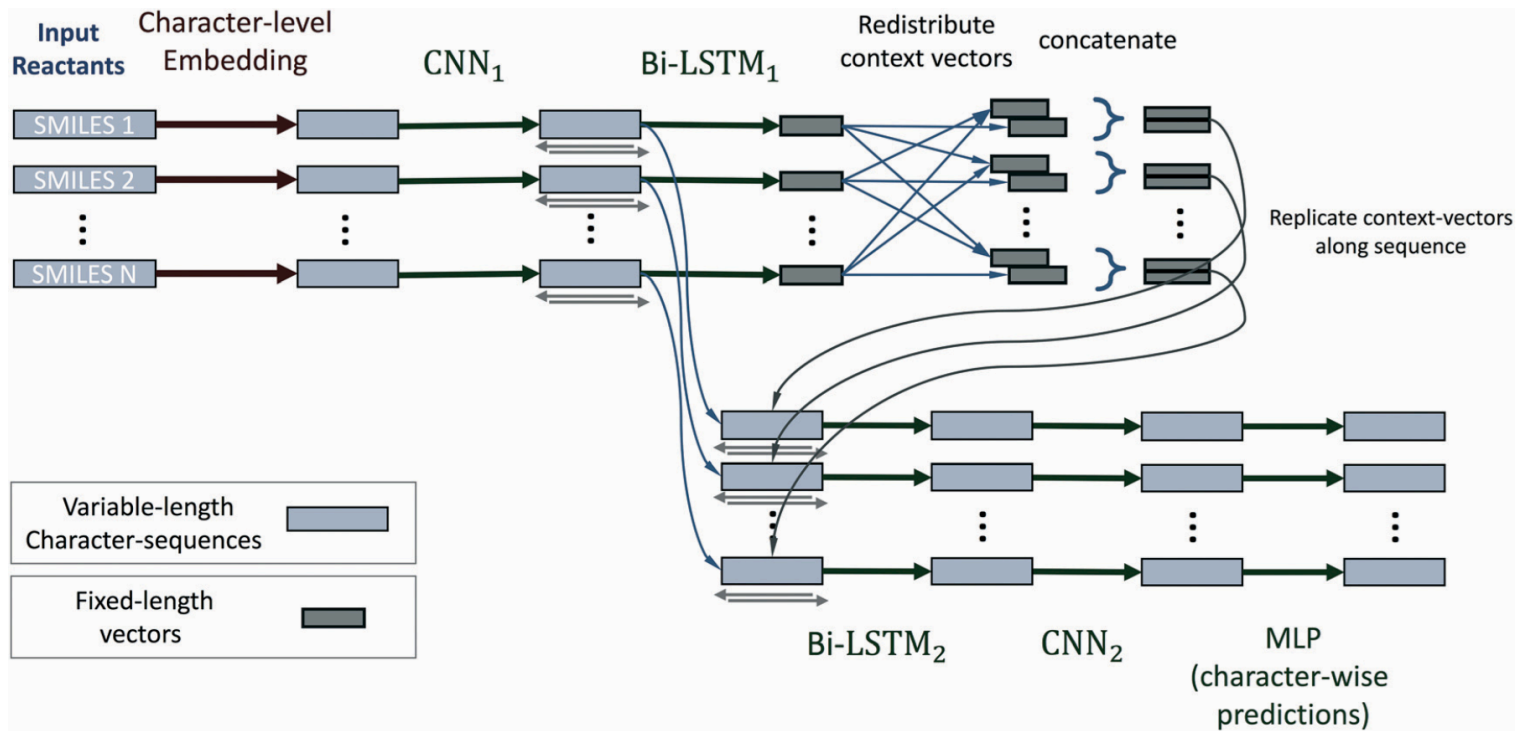 Input
Reactants
Character-level
Embedding
CNN₁
Bi-LSTM₁
Redistribute
context vectors
concatenate
SMILES 1
SMILES 2
SMILES N
Replicate context-vectors
along sequence
Variable-length
Character-sequences
Fixed-length
vectors
Bi-LSTM₂
CNN₂
MLP
(character-wise
predictions)